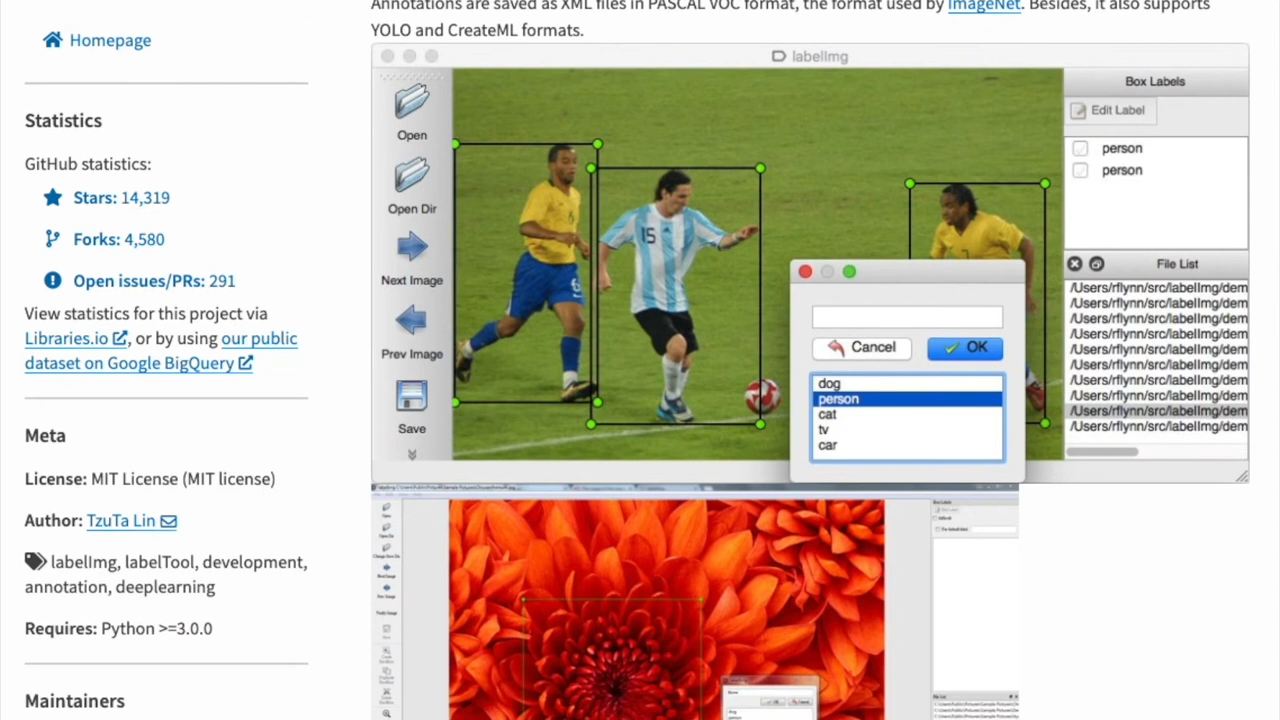 Annotations are saved as XML files in PASCAL VOC format, the format used by ImageNet. Besides, it also supports
YOLO and CreateML formats.
Homepage
Statistics
GitHub statistics:
Stars: 14,319
Forks: 4,580
Open issues/PRs: 291
View statistics for this project via
Libraries.io, or by using our public
dataset on Google BigQuery
Meta
License: MIT License (MIT license)
Author: TzuTa Lin
labelImg, labelTool, development,
annotation, deeplearning
Requires: Python >=3.0.0
Maintainers
labelImg
Open
Open Dir
Next Image
Prev Image
Save
15
6
7
Cancel
OK
dog
person
cat
tv
car
Box Labels
Edit Label
person
person
File List
/Users/rflynn/src/labelImg/dem
/Users/rflynn/src/labelImg/dem
/Users/rflynn/src/labelImg/dem
/Users/rflynn/src/labelImg/dem
/Users/rflynn/src/labelImg/dem
/Users/rflynn/src/labelImg/dem
/Users/rflynn/src/labelImg/dem
/Users/rflynn/src/labelImg/dem
/Users/rflynn/src/labelImg/dem
/Users/rflynn/src/labelImg/dem